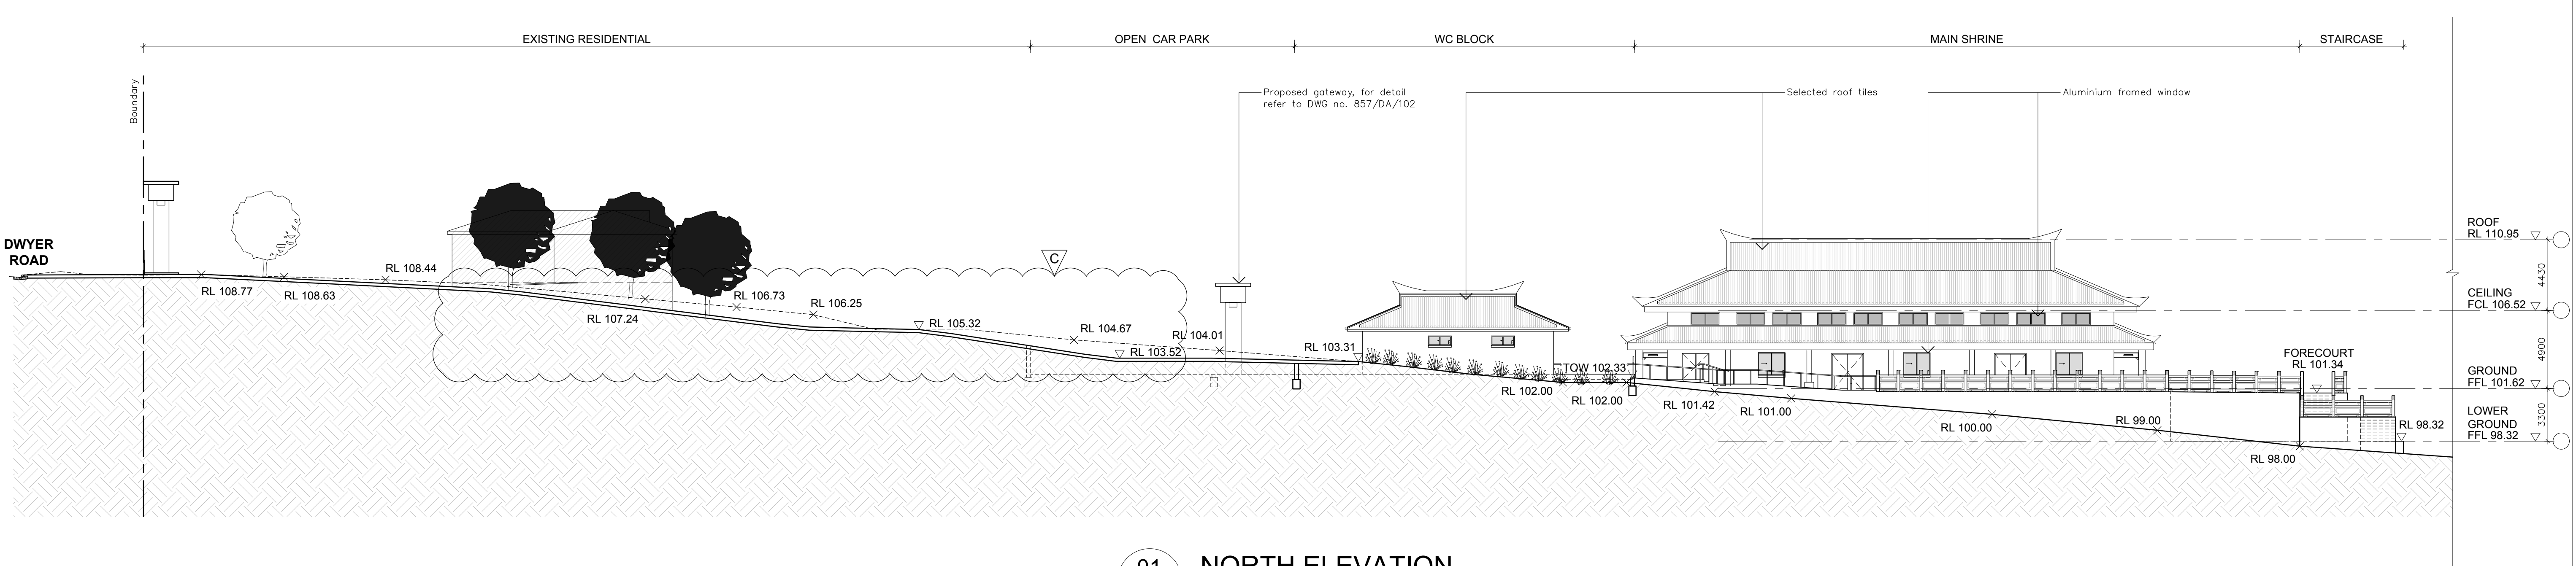 EXISTING RESIDENTIAL
OPEN CAR PARK
WC BLOCK
MAIN SHRINE
STAIRCASE
Boundary
Proposed gateway, for detail
refer to DWG no. 857/DA/102
Selected roof tiles
Aluminium framed window
DWYER
ROAD
RL 108.77
RL 108.63
RL 108.44
RL 107.24
RL 106.73
RL 106.25
RL 105.32
C
RL 104.67
RL 103.52
RL 104.01
RL 103.31
RL 102.00
TOW 102.33
RL 102.00
RL 101.42
RL 101.00
RL 100.00
RL 99.00
RL 98.00
FORECOURT
RL 101.34
RL 98.32
ROOF
RL 110.95
4430
CEILING
FCL 106.52
4900
GROUND
FFL 101.62
3300
LOWER
GROUND
FFL 98.32
01
NORTH ELEVATION